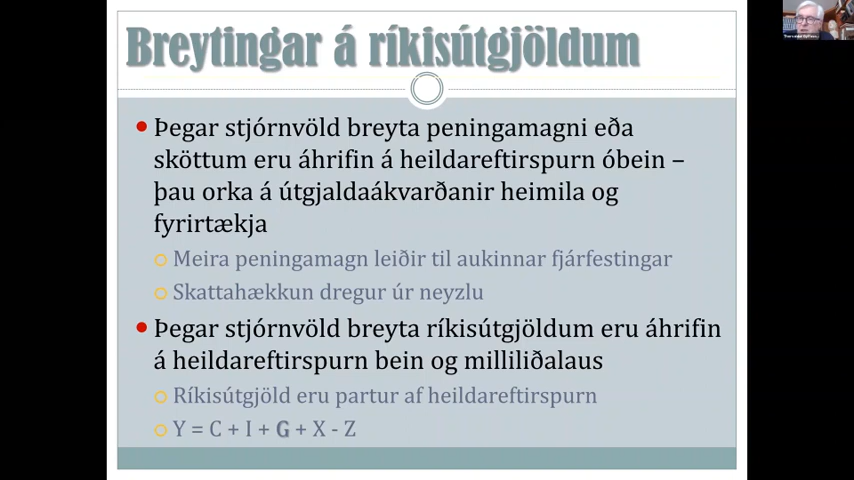 Breytingar á ríkisútgjöldum
Þegar stjórnvöld breyta peningamagni eða
sköttum eru áhrifin á heildareftirspurn óbein –
þau orka á útgjaldaákvarðanir heimila og
fyrirtækja
Meira peningamagn leiðir til aukinnar fjárfestingar
Skattahækkun dregur úr neyzlu
Þegar stjórnvöld breyta ríkisútgjöldum eru áhrifin
á heildareftirspurn bein og milliliðalaus
Ríkisútgjöld eru partur af heildareftirspurn
Y = C + I + G + X - Z